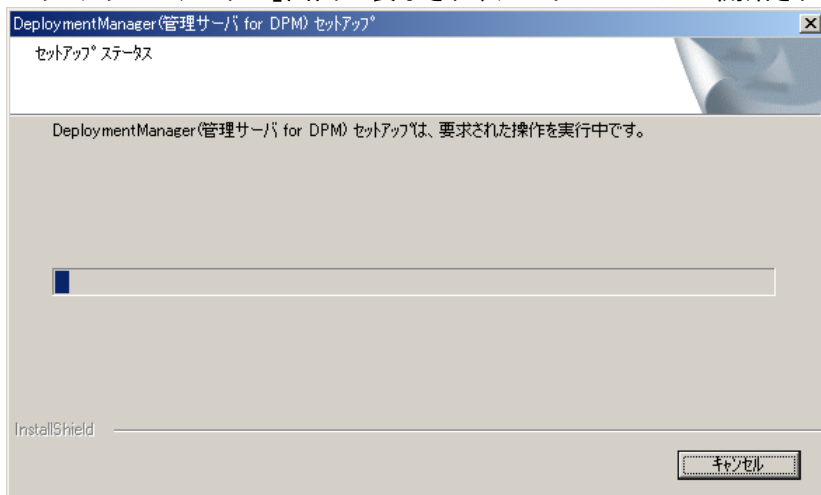 DeploymentManager(管理サーバ for DPM) セットアップ
セットアップ ステータス
DeploymentManager(管理サーバ for DPM) セットアップは、要求された操作を実行中です。
InstallShield
キャンセル